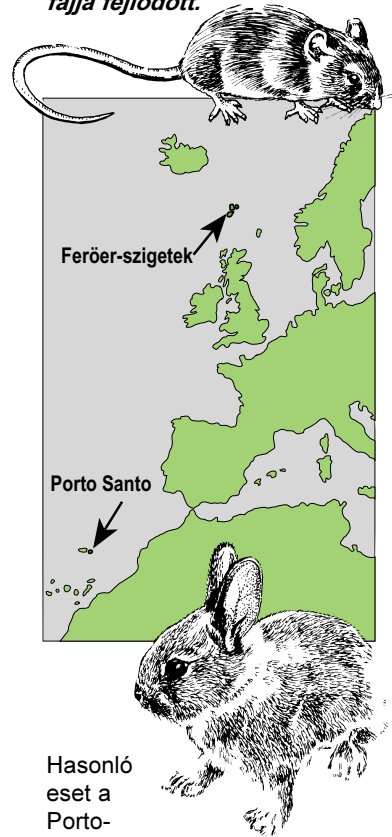 fajjá fejlődött.
Feröer-szigetek
Porto Santo
Hasonló
eset a
Porto-